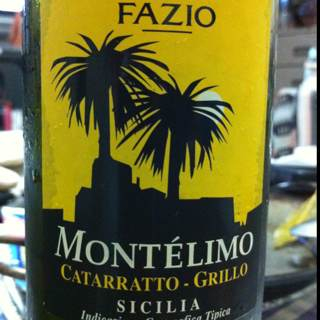 FAZIO
MONTÉLIMO
CATARRATTO - GRILLO
SICILIA
Indicazione Geografica Tipica